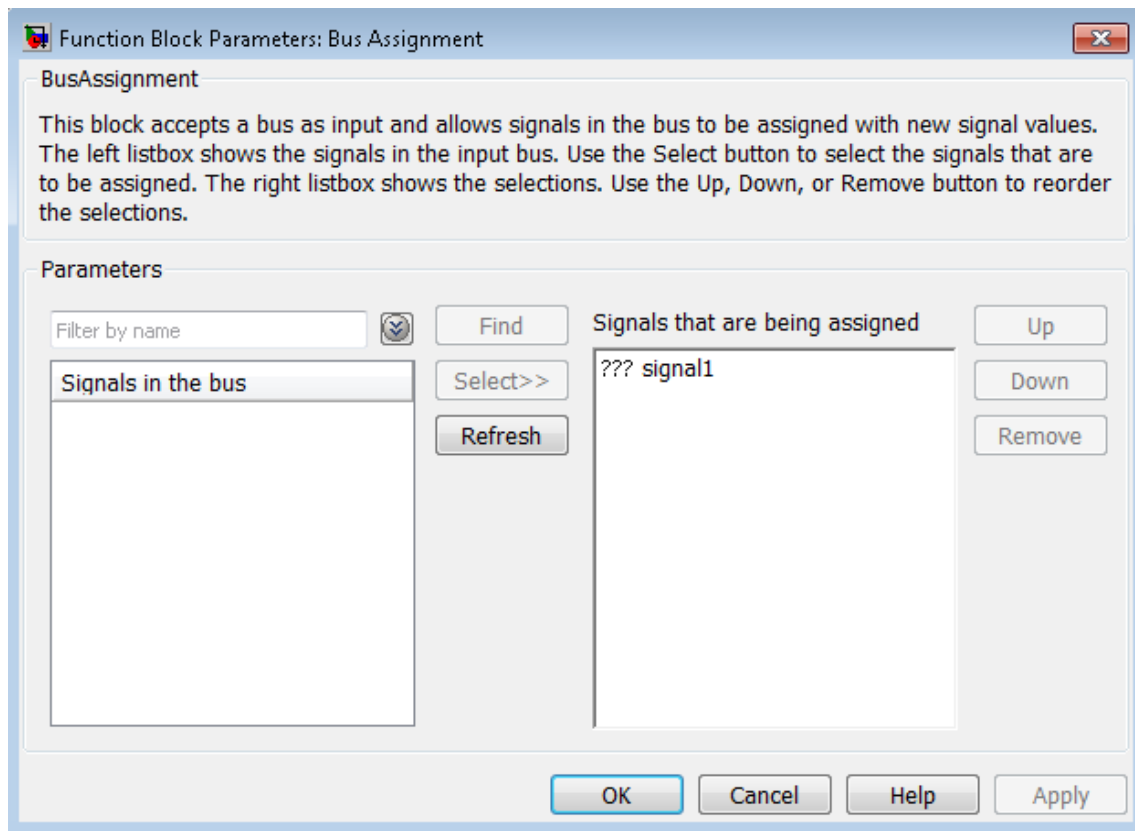 Function Block Parameters: Bus Assignment
BusAssignment
This block accepts a bus as input and allows signals in the bus to be assigned with new signal values.
The left listbox shows the signals in the input bus. Use the Select button to select the signals that are
to be assigned. The right listbox shows the selections. Use the Up, Down, or Remove button to reorder
the selections.
Parameters
Filter by name
Find
Signals that are being assigned
Up
Signals in the bus
Select>>
??? signal1
Down
Refresh
Remove
OK
Cancel
Help
Apply